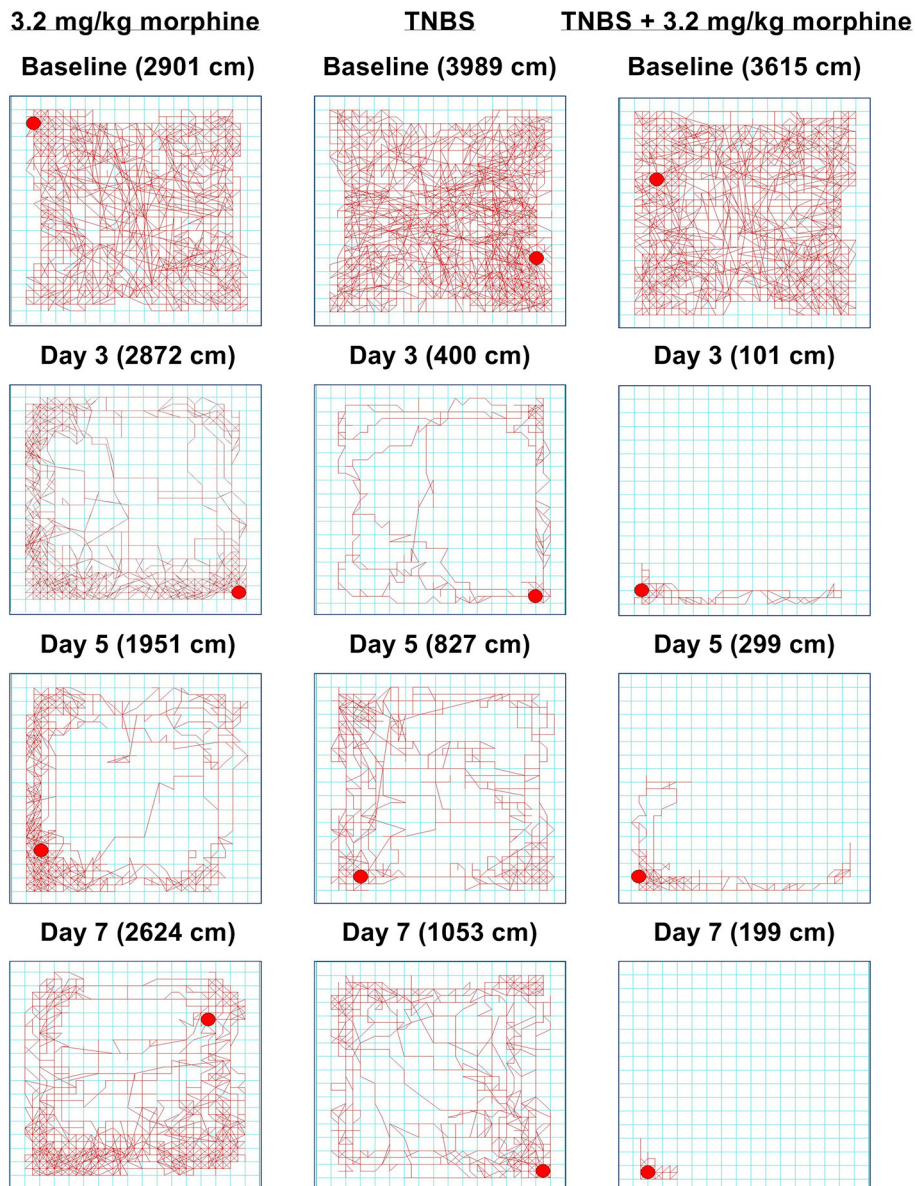 3.2 mg/kg morphine TNBS TNBS + 3.2 mg/kg morphine
Baseline (2901 cm) Baseline (3989 cm) Baseline (3615 cm)
Day 3 (2872 cm) Day 3 (400 cm) Day 3 (101 cm)
Day 5 (1951 cm) Day 5 (827 cm) Day 5 (299 cm)
Day 7 (2624 cm) Day 7 (1053 cm) Day 7 (199 cm)